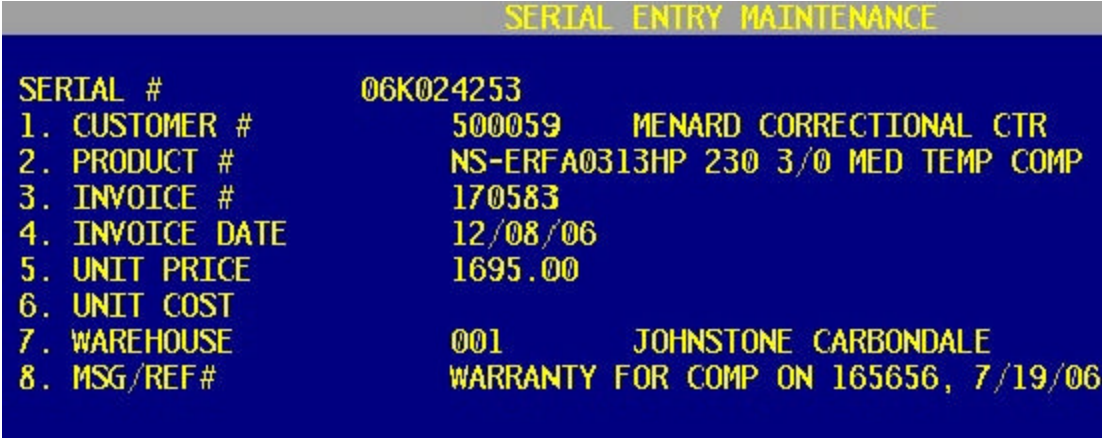 SERIAL ENTRY MAINTENANCE
SERIAL # 06K024253
1. CUSTOMER # 500059 MENARD CORRECTIONAL CTR
2. PRODUCT # NS-ERFA0313HP 230 3/0 MED TEMP COMP
3. INVOICE # 170583
4. INVOICE DATE 12/08/06
5. UNIT PRICE 1695.00
6. UNIT COST
7. WAREHOUSE 001 JOHNSTONE CARBONDALE
8. MSG/REF# WARRANTY FOR COMP ON 165656, 7/19/06